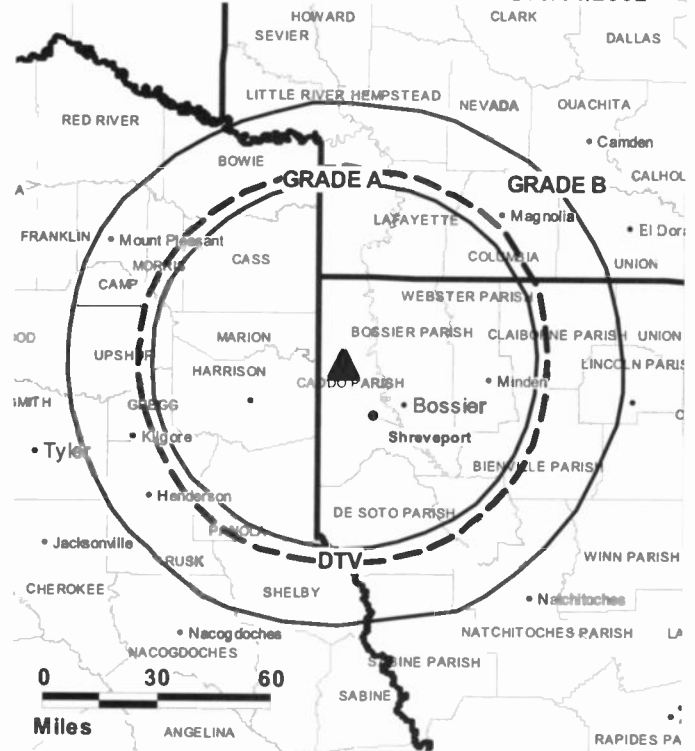 HOWARD
CLARK
SEVIER
DALLAS
LITTLE RIVER HEMPSTEAD
NEVADA
OUACHITA
RED RIVER
Camden
BOWIE
GRADE A
GRADE B
CALHOU
LAFAYETTE
Magnolia
FRANKLIN
Mount Pleasant
El Dora
CASS
COLUMBIA
UNION
MORRIS
CAMP
WEBSTER PARISH
MARION
BOSSIER PARISH
CLAIBORNE PARISH
UNION
UPSHUR
LINCOLN PARIS
HARRISON
CADDO PARISH
Minden
SMITH
GREGG
Bossier
Kilgore
Shreveport
Tyler
BIENVILLE PARISH
Henderson
DE SOTO PARISH
PANOLA
Jacksonville
DTV
RUSK
WINN PARISH
CHEROKEE
SHELBY
Natchitoches
Nacogdoches
NATCHITOCHES PARISH
LA
NACOGDOCHES
SABINE PARISH
0 30 60
SABINE
Miles
ANGELINA
RAPIDES PA